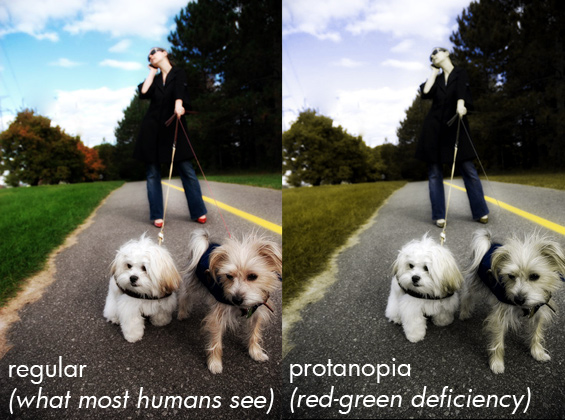 regular
(what most humans see)
protanopia
(red-green deficiency)